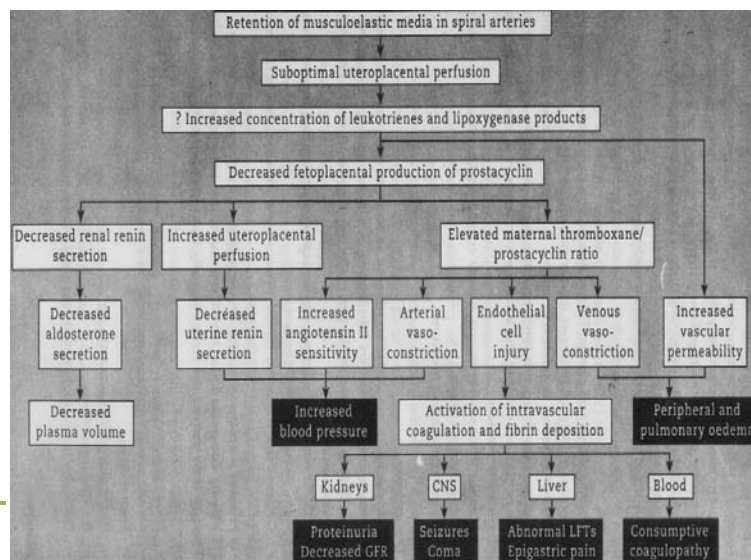 Retention of musculoelastic media in spiral arteries
Suboptimal uteroplacental perfusion
? Increased concentration of leukotrienes and lipoxygenase products
Decreased fetoplacental production of prostacyclin
Decreased renal renin
secretion
Increased uteroplacental
perfusion
Elevated maternal thromboxane/
prostacyclin ratio
Decreased
aldosterone
secretion
Decreased
uterine renin
secretion
Increased
angiotensin II
sensitivity
Arterial
vaso-
constriction
Endothelial
cell
injury
Venous
vaso-
constriction
Increased
vascular
permeability
Decreased
plasma volume
Increased
blood pressure
Activation of intravascular
coagulation and fibrin deposition
Peripheral and
pulmonary oedema
Kidneys
CNS
Liver
Blood
Proteinuria
Decreased GFR
Seizures
Coma
Abnormal LFTs
Epigastric pain
Consumptive
coagulopathy